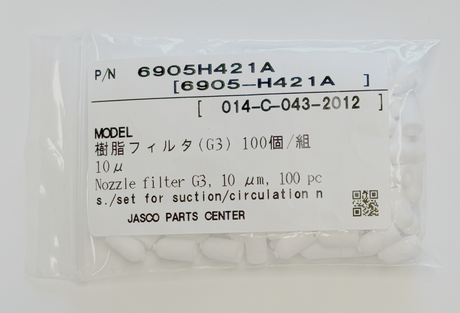 P/N 6905H421A
[6905-H421A ]
[ 014-C-043-2012 ]
MODEL
樹脂フィルタ(G3) 100個/組
10μ
Nozzle filter G3, 10 μm, 100 pc
s./set for suction/circulation n
JASCO PARTS CENTER